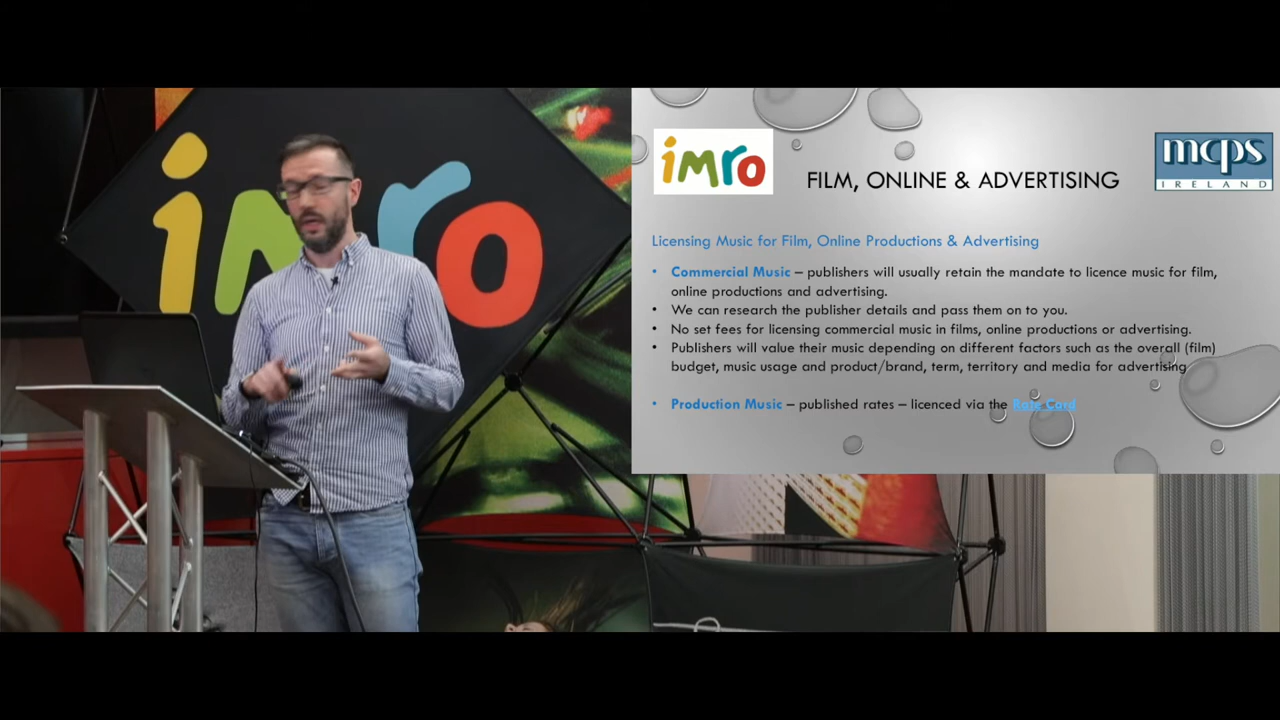 imro
imro
FILM, ONLINE & ADVERTISING
mcps
IRELAND
Licensing Music for Film, Online Productions & Advertising
• Commercial Music – publishers will usually retain the mandate to licence music for film,
online productions and advertising.
• We can research the publisher details and pass them on to you.
• No set fees for licensing commercial music in films, online productions or advertising.
• Publishers will value their music depending on different factors such as the overall (film)
budget, music usage and product/brand, term, territory and media for advertising
• Production Music – published rates – licenced via the Rate Card